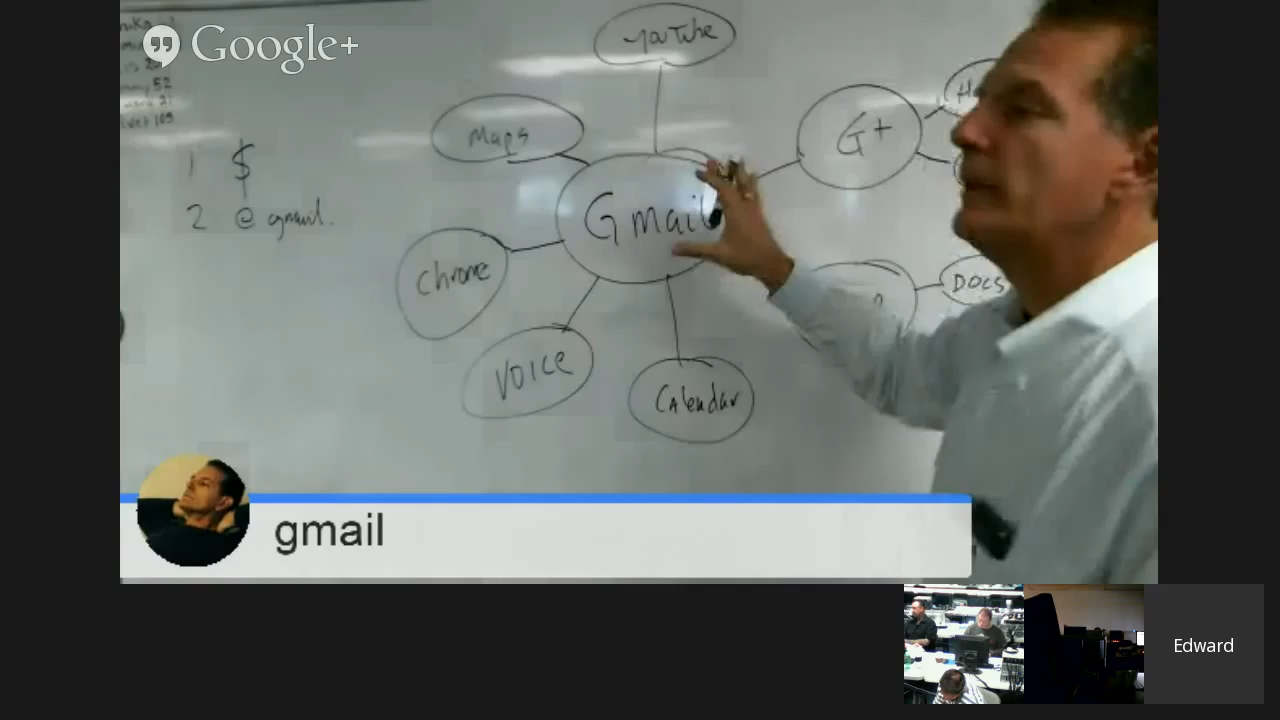 Google+
YouTube
Maps
G+
1 $
Gmail
2 @ gmail.
Chrome
DOCS
VOICE
CAlendar
gmail
Edward